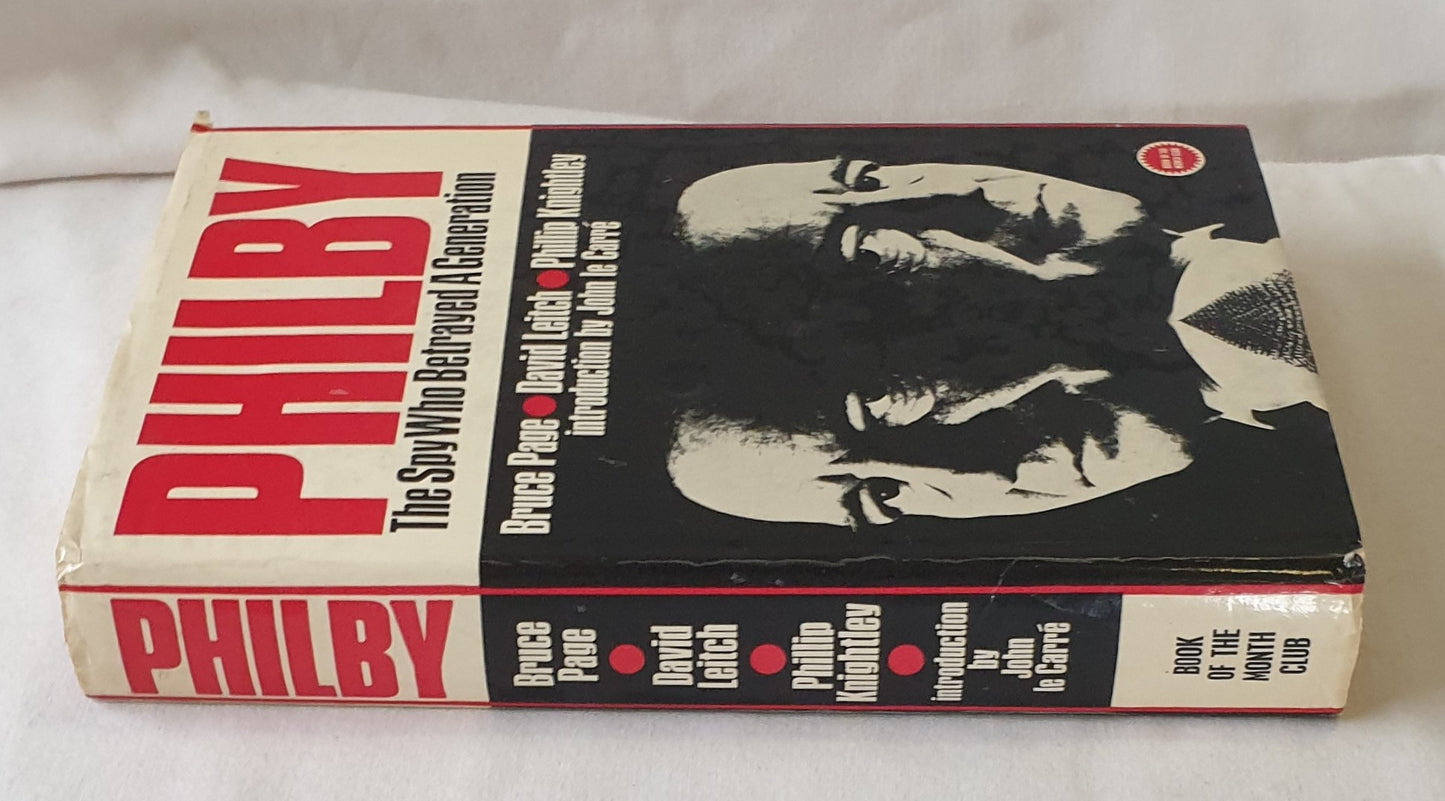 PHILBY
The Spy Who Betrayed A Generation
Bruce Page • David Leitch • Phillip Knightley
introduction by John le Carré
PHILBY
Bruce
Page
David
Leitch
Phillip
Knightley
introduction
by
John
le Carré
BOOK
OF THE
MONTH
CLUB